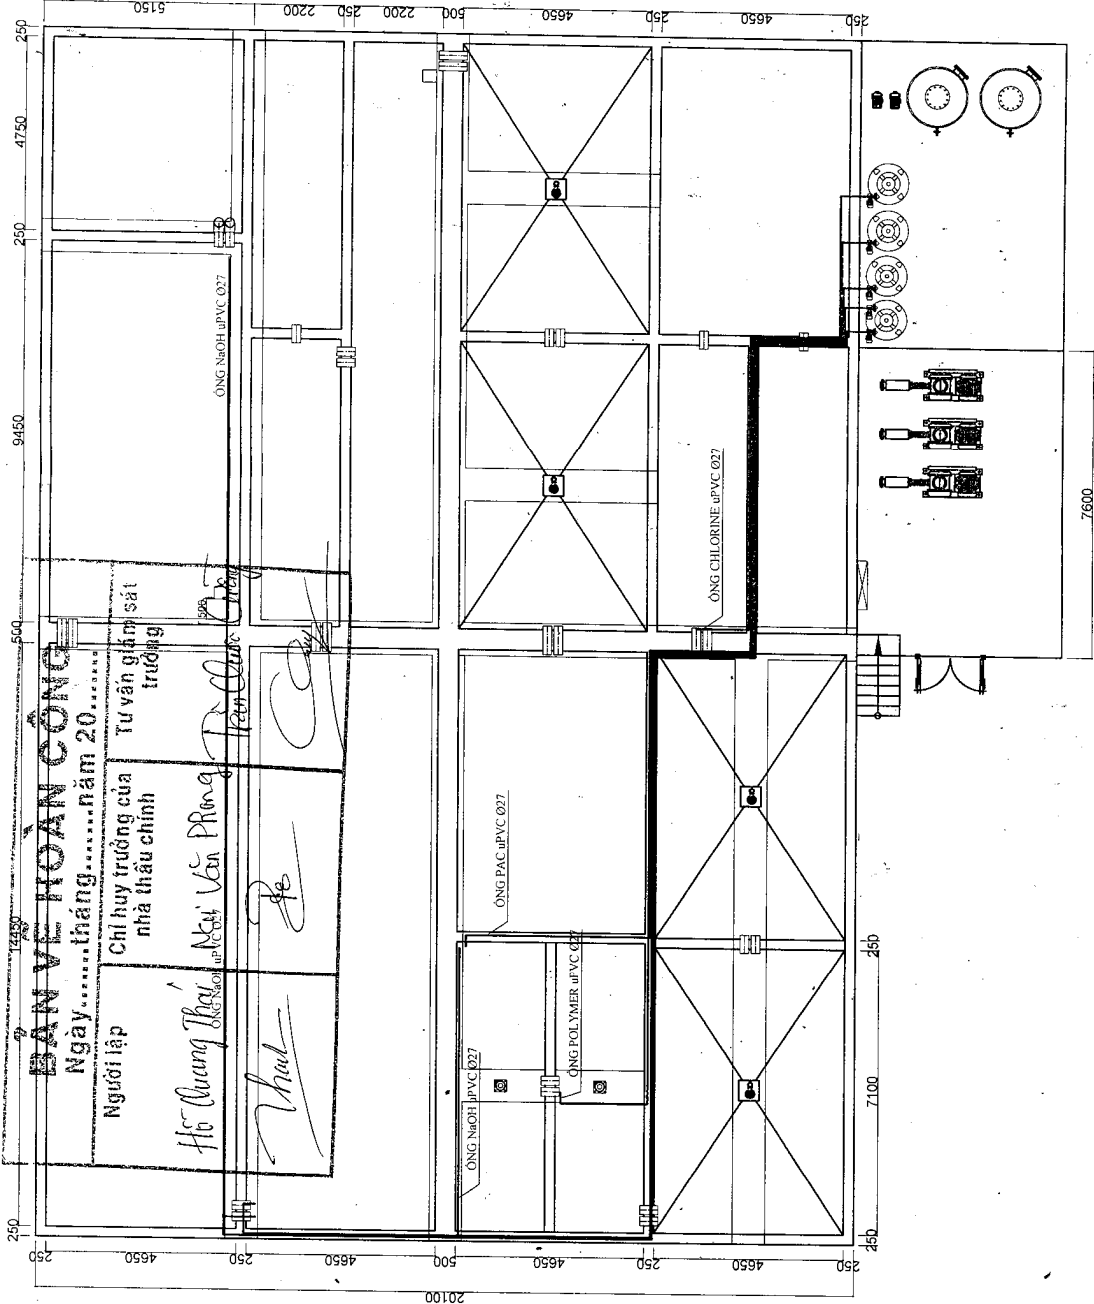 5150
2200
250
2200
500
4650
250
4650
250
250
4750
250
9450
500
14450
250
ỐNG NaOH uPVC Ø27
ỐNG CHLORINE uPVC Ø27
ỐNG PAC uPVC Ø27
ỐNG POLYMER uPVC Ø27
ỐNG NaOH uPVC Ø27
ỐNG NaOH uPVC Ø27
BẢN VẼ HOÀN CÔNG
Ngày.........tháng.........năm 20.........
Người lập
Chỉ huy trưởng của
nhà thầu chính
Tư vấn giám sát
trưởng
Hồ Quang Thái
Văn Phong
7600
250
7100
250
250
4650
250
4650
500
4650
250
4650
250
20100